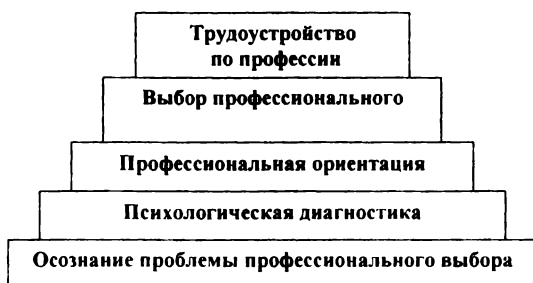 Трудоустройство
по профессии
Выбор профессионального
Профессиональная ориентация
Психологическая диагностика
Осознание проблемы профессионального выбора